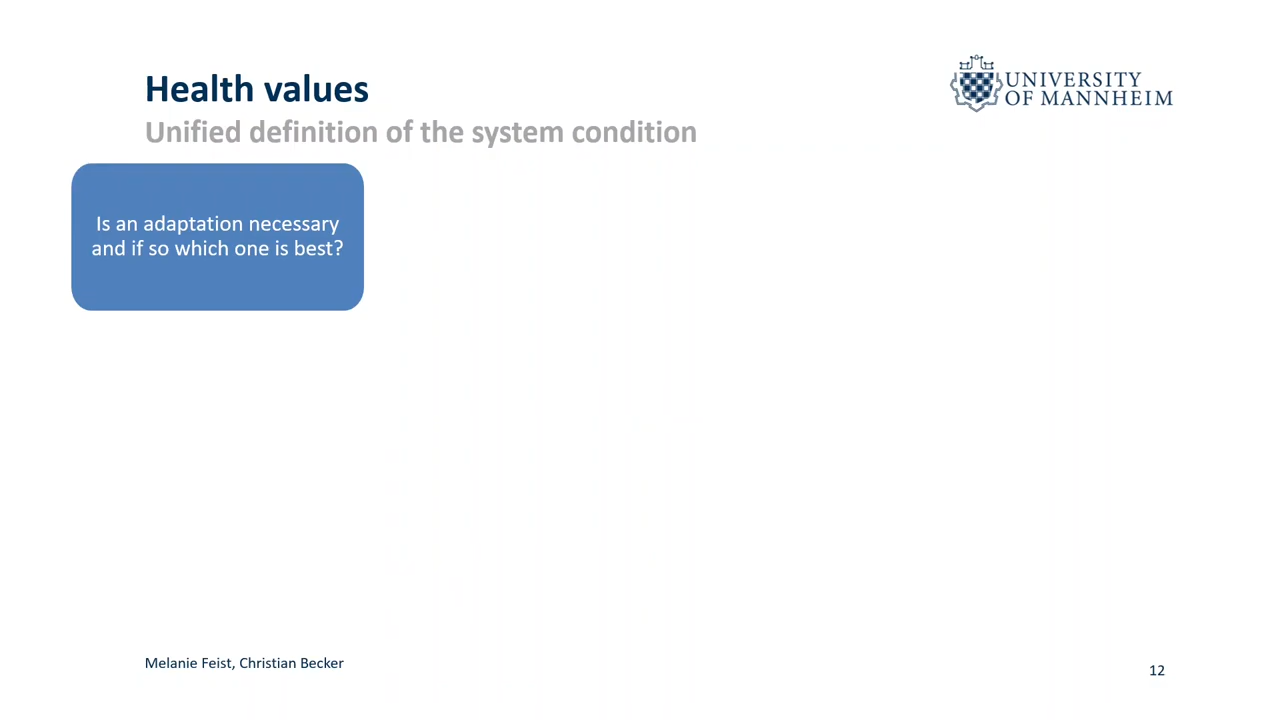 Health values
Unified definition of the system condition
UNIVERSITY
OF MANNHEIM
Is an adaptation necessary
and if so which one is best?
Melanie Feist, Christian Becker
12